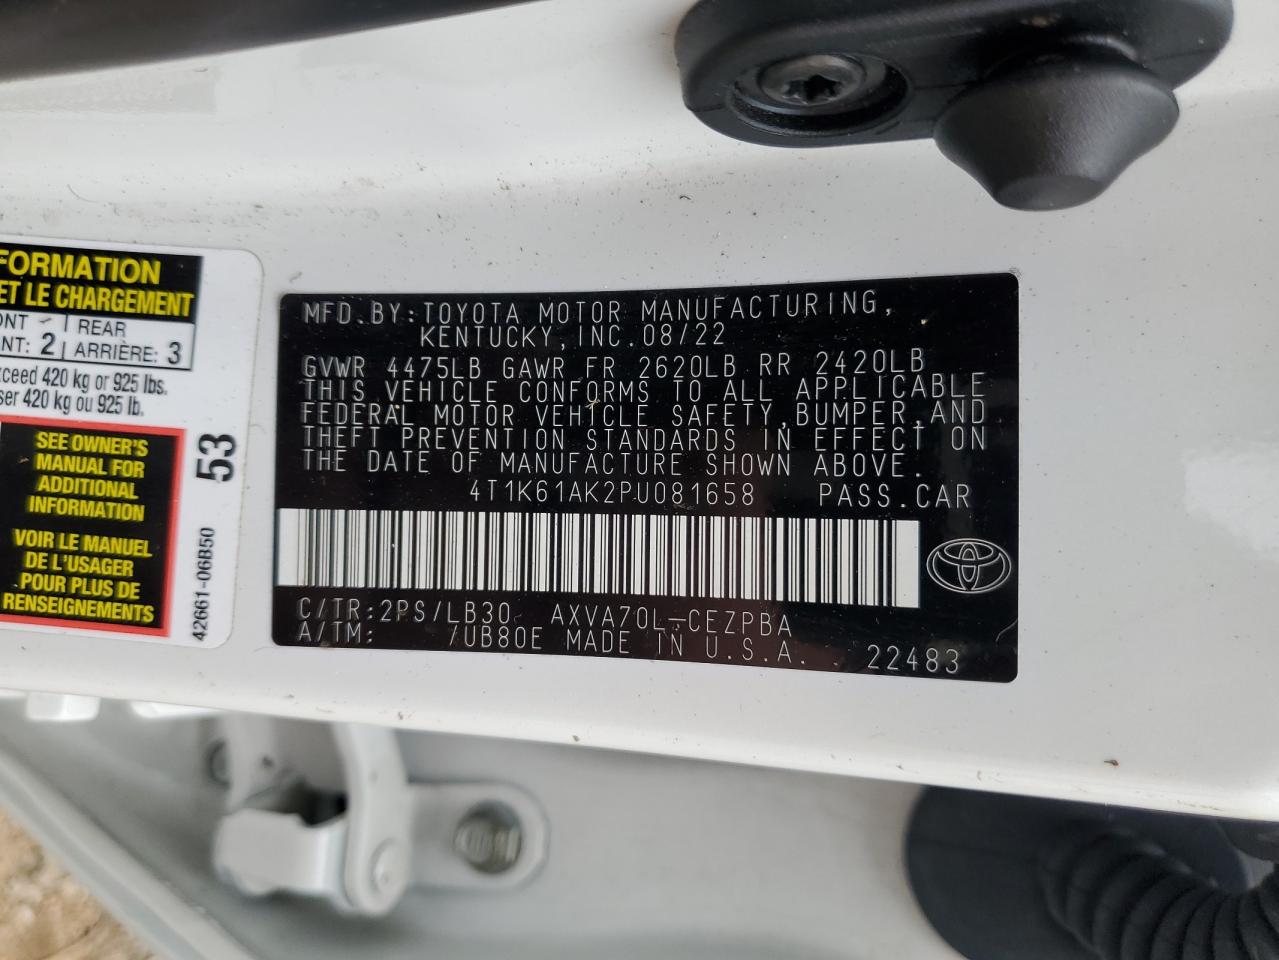 FORMATION
ET LE CHARGEMENT
REAR
2
ARRIÈRE: 3
420 kg or 925 lbs.
420 kg ou 925 lb.
SEE OWNER'S
MANUAL FOR
ADDITIONAL
INFORMATION
VOIR LE MANUEL
DE L'USAGER
POUR PLUS DE
RENSEIGNEMENTS
53
42661-06B50
MFD.BY:TOYOTA MOTOR MANUFACTURING,
KENTUCKY,INC.08/22
GVWR 4475LB GAWR FR 2620LB RR 2420LB
THIS VEHICLE CONFORMS TO ALL APPLICABLE
FEDERAL MOTOR VEHICLE SAFETY,BUMPER,AND
THEFT PREVENTION STANDARDS IN EFFECT ON
THE DATE OF MANUFACTURE SHOWN ABOVE.
4T1K61AK2PU081658 PASS.CAR
C/TR:2PS/LB30 AXVA70L-CEZPBA
A/TM: /UB80E MADE IN U.S.A. 22483